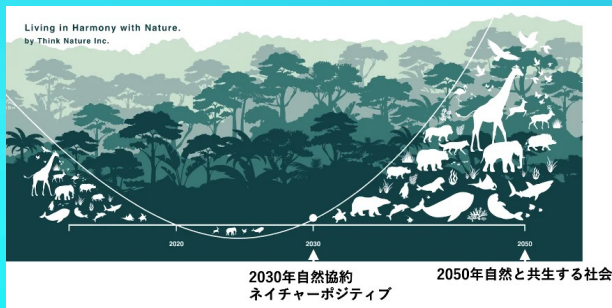 Living in Harmony with Nature.
by Think Nature Inc.
2020
2030
2050
2030年自然協約
ネイチャーポジティブ
2050年自然と共生する社会